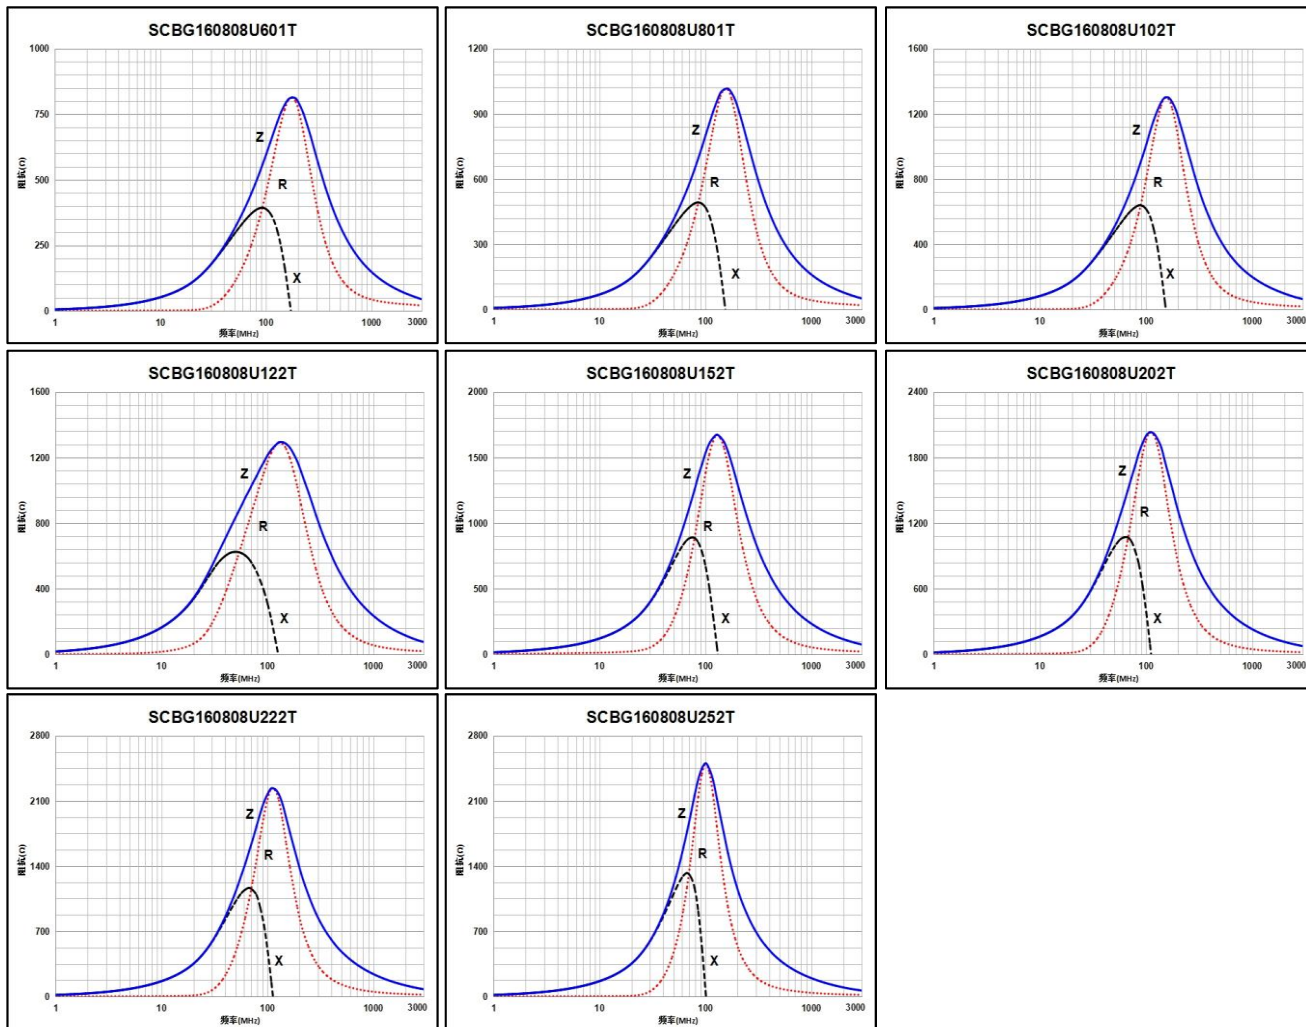 SCBG160808U601T
1000
750
500
250
0
Z
R
X
阻抗(Ω)
1 10 100 1000 3000
频率(MHz)
SCBG160808U801T
1200
900
600
300
0
Z
R
X
阻抗(Ω)
1 10 100 1000 3000
频率(MHz)
SCBG160808U102T
1600
1200
800
400
0
Z
R
X
阻抗(Ω)
1 10 100 1000 3000
频率(MHz)
SCBG160808U122T
1600
1200
800
400
0
Z
R
X
阻抗(Ω)
1 10 100 1000 3000
频率(MHz)
SCBG160808U152T
2000
1500
1000
500
0
Z
R
X
阻抗(Ω)
1 10 100 1000 3000
频率(MHz)
SCBG160808U202T
2400
1800
1200
600
0
Z
R
X
阻抗(Ω)
1 10 100 1000 3000
频率(MHz)
SCBG160808U222T
2800
2100
1400
700
0
Z
R
X
阻抗(Ω)
1 10 100 1000 3000
频率(MHz)
SCBG160808U252T
2800
2100
1400
700
0
Z
R
X
阻抗(Ω)
1 10 100 1000 3000
频率(MHz)